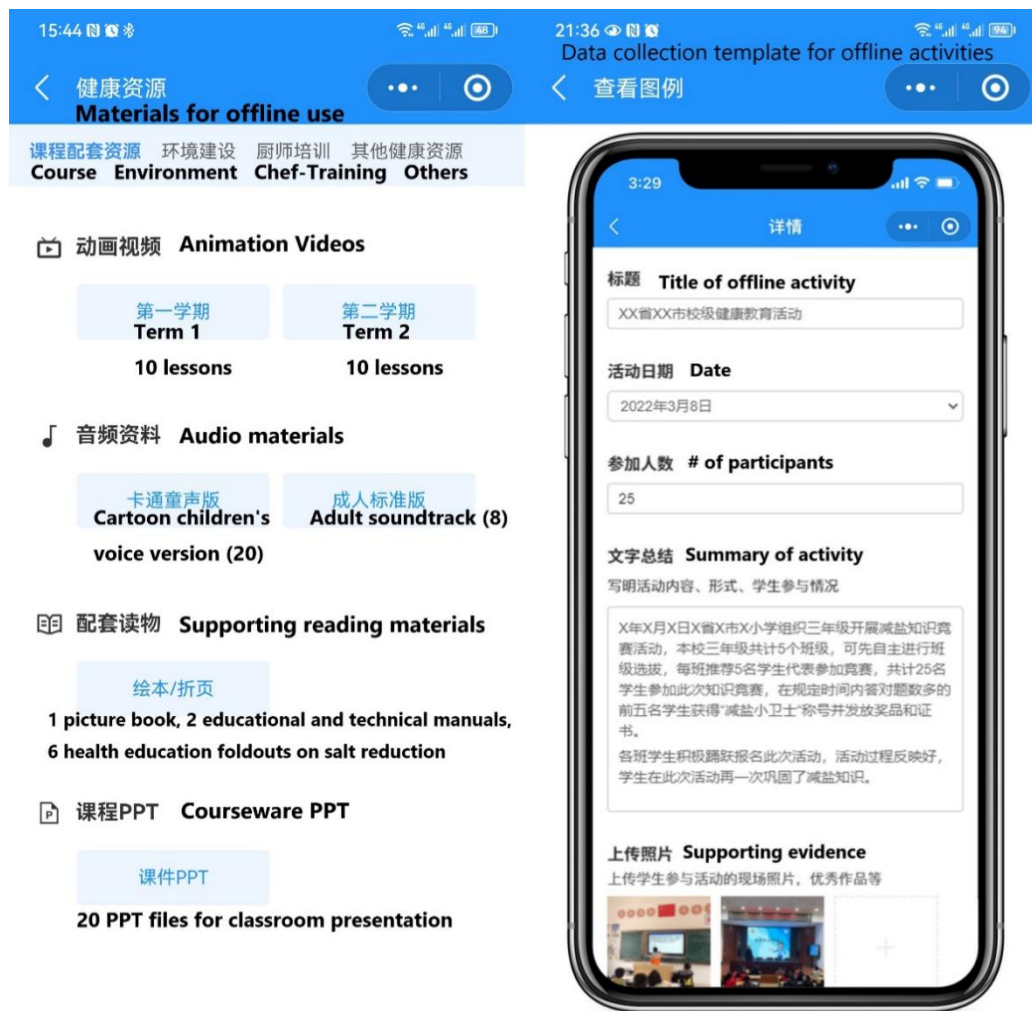 15:44
48
健康资源
Materials for offline use
课程配套资源 环境建设 厨师培训 其他健康资源
Course Environment Chef-Training Others
动画视频 Animation Videos
第一学期 第二学期
Term 1 Term 2
10 lessons 10 lessons
音频资料 Audio materials
卡通童声版 成人标准版
Cartoon children's Adult soundtrack (8)
voice version (20)
配套读物 Supporting reading materials
绘本/折页
1 picture book, 2 educational and technical manuals,
6 health education foldouts on salt reduction
课程PPT Courseware PPT
课件PPT
20 PPT files for classroom presentation
21:36
94
Data collection template for offline activities
查看图例
3:29
详情
标题 Title of offline activity
XX省XX市校级健康教育活动
活动日期 Date
2022年3月8日
参加人数 # of participants
25
文字总结 Summary of activity
写明活动内容、形式、学生参与情况
X年X月X日X省X市X小学组织三年级开展减盐知识竞
赛活动，本校三年级共计5个班级，可先自主进行班
级选拔，每班推荐5名学生代表参加竞赛，共计25名
学生参加此次知识竞赛，在规定时间内答对题数多的
前五名学生获得“减盐小卫士”称号并发放奖品和证
书。
各班学生积极踊跃报名此次活动，活动过程反映好，
学生在此次活动再一次巩固了减盐知识。
上传照片 Supporting evidence
上传学生参与活动的现场照片，优秀作品等